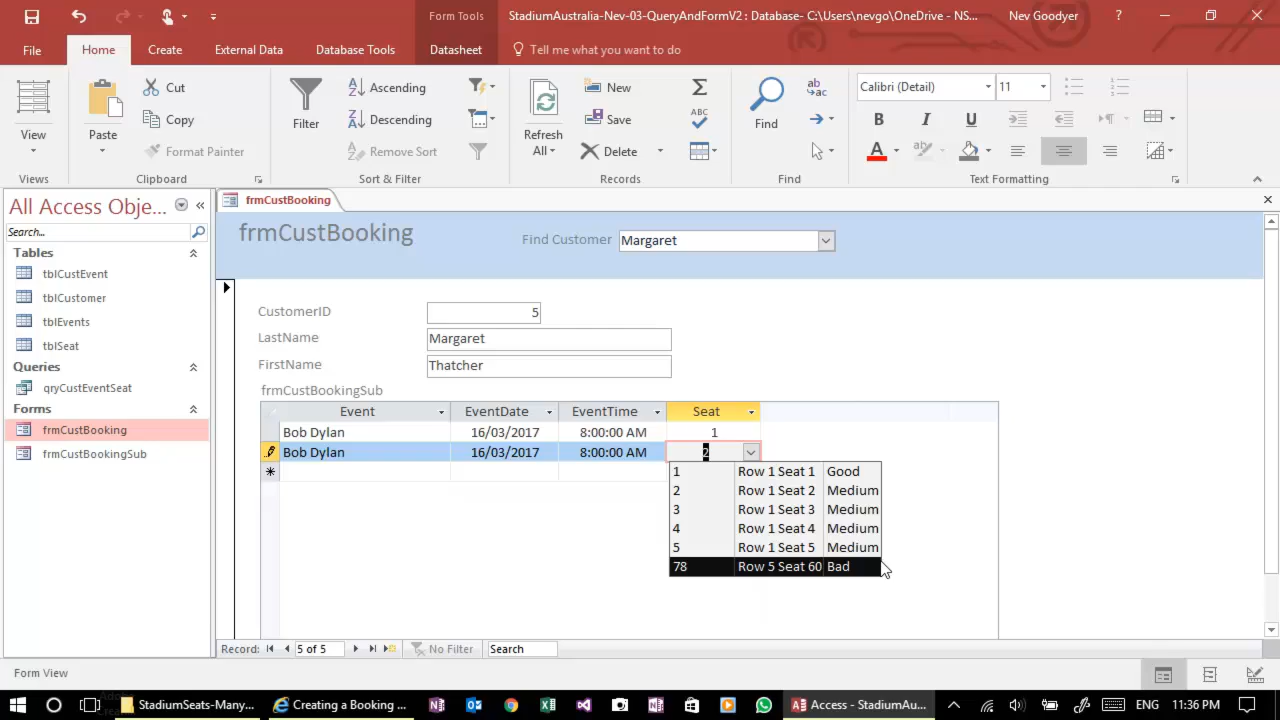 Form Tools
StadiumAustralia-Nev-03-QueryAndFormV2 : Database- C:\Users\nevgo\OneDrive - NS...
Nev Goodyer
?
File
Home
Create
External Data
Database Tools
Datasheet
Tell me what you want to do
View
Views
Paste
Cut
Copy
Format Painter
Clipboard
Filter
Ascending
Descending
Remove Sort
Sort & Filter
Refresh
All
New
Save
Delete
Records
Find
Find
Calibri (Detail)
11
B I U
Text Formatting
All Access Obje...
Search...
Tables
tblCustEvent
tblCustomer
tblEvents
tblSeat
Queries
qryCustEventSeat
Forms
frmCustBooking
frmCustBookingSub
frmCustBooking
frmCustBooking
Find Customer
Margaret
CustomerID
5
LastName
Margaret
FirstName
Thatcher
frmCustBookingSub
Event EventDate EventTime Seat
Bob Dylan 16/03/2017 8:00:00 AM 1
Bob Dylan 16/03/2017 8:00:00 AM 2
1 Row 1 Seat 1 Good
2 Row 1 Seat 2 Medium
3 Row 1 Seat 3 Medium
4 Row 1 Seat 4 Medium
5 Row 1 Seat 5 Medium
78 Row 5 Seat 60 Bad
Record: 5 of 5 No Filter Search
Form View
StadiumSeats-Many...
Creating a Booking ...
Access - StadiumAu...
ENG
11:36 PM